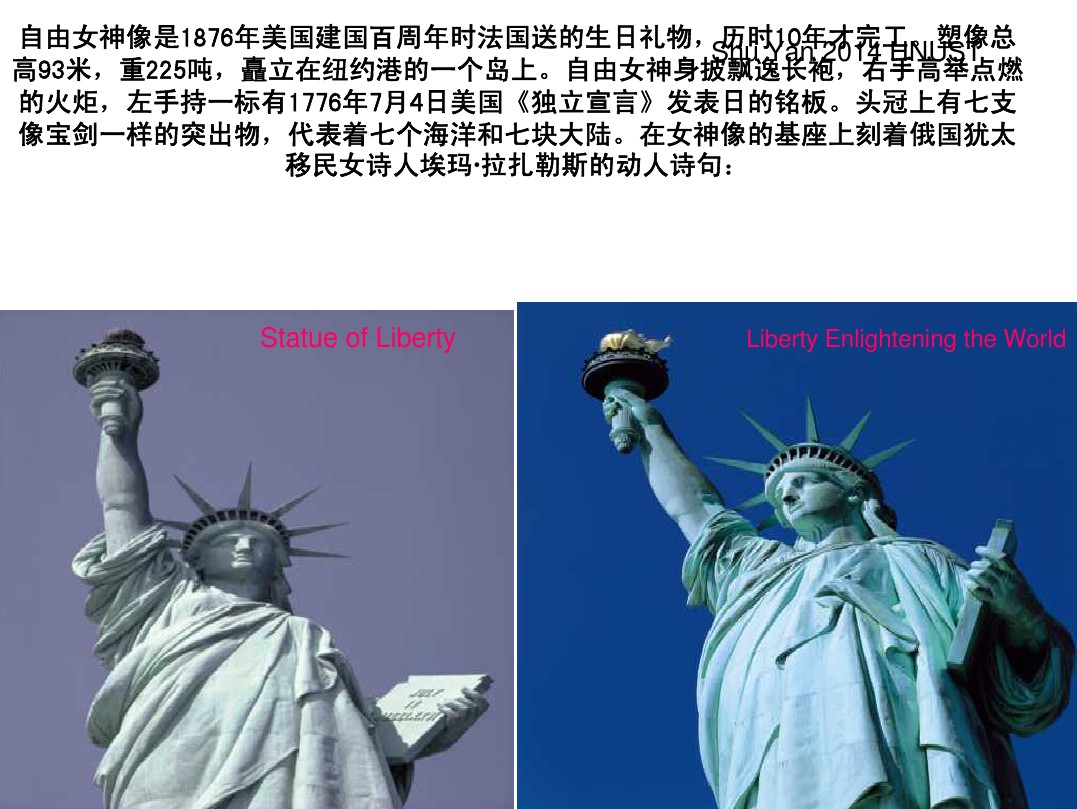 自由女神像是1876年美国建国百周年时法国送的生日礼物，历时10年才完工。塑像总
Shu Yan 2014 HNUST
高93米，重225吨，矗立在纽约港的一个岛上。自由女神身披飘逸长袍，右手高举点燃
的火炬，左手持一标有1776年7月4日美国《独立宣言》发表日的铭板。头冠上有七支
像宝剑一样的突出物，代表着七个海洋和七块大陆。在女神像的基座上刻着俄国犹太
移民女诗人埃玛·拉扎勒斯的动人诗句：
Statue of Liberty
Liberty Enlightening the World